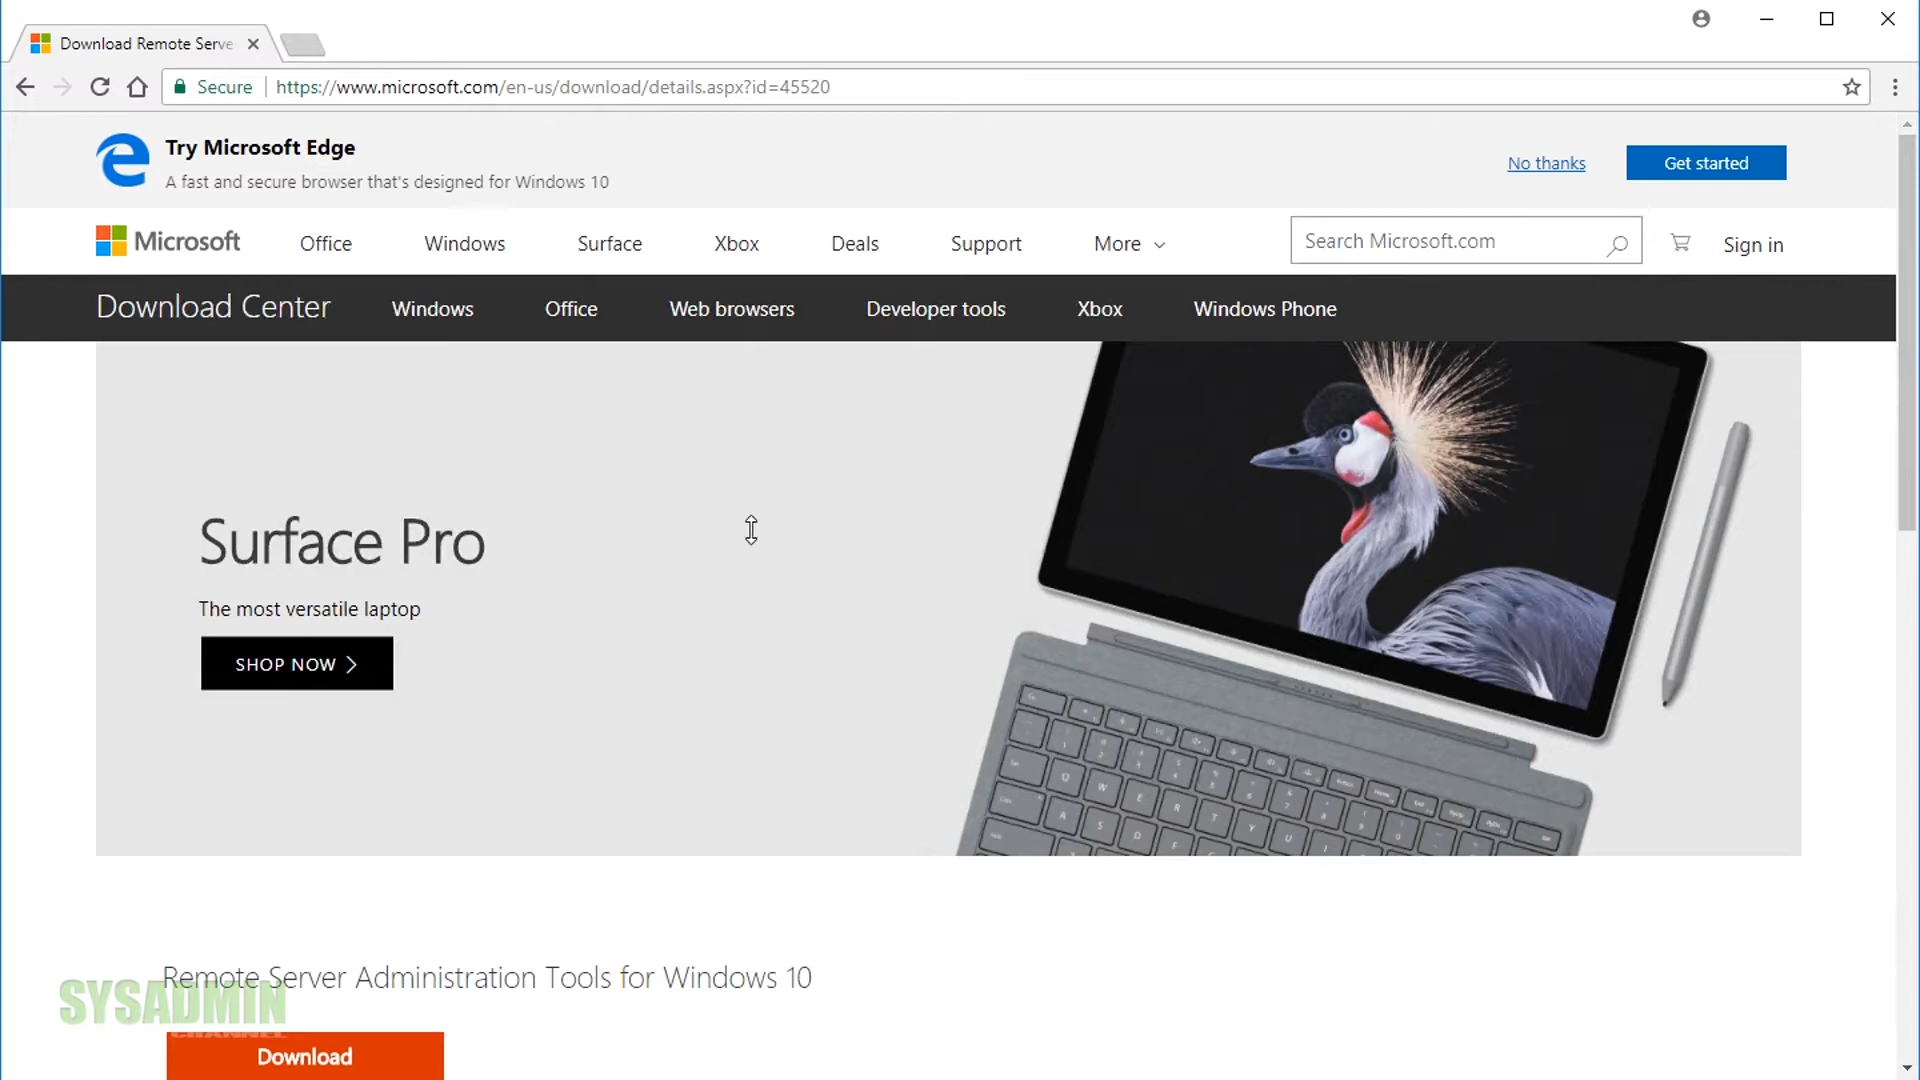 Download Remote Serve
Secure
https://www.microsoft.com/en-us/download/details.aspx?id=45520
Try Microsoft Edge
A fast and secure browser that's designed for Windows 10
No thanks
Get started
Microsoft
Office
Windows
Surface
Xbox
Deals
Support
More
Search Microsoft.com
Sign in
Download Center
Windows
Office
Web browsers
Developer tools
Xbox
Windows Phone
Surface Pro
The most versatile laptop
SHOP NOW
Q W E R T Y U I
A S D F
Remote Server Administration Tools for Windows 10
SYSADMIN
CHANNEL
Download